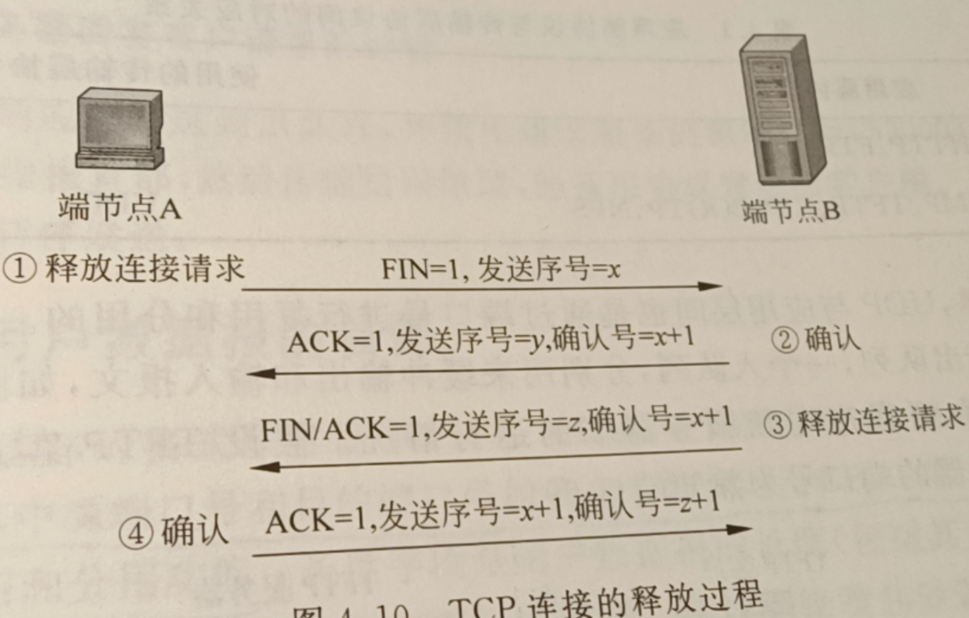 端节点A
端节点B
① 释放连接请求
FIN=1, 发送序号=x
ACK=1,发送序号=y,确认号=x+1
② 确认
FIN/ACK=1,发送序号=z,确认号=x+1
③ 释放连接请求
④ 确认
ACK=1,发送序号=x+1,确认号=z+1
图 4-10 TCP 连接的释放过程